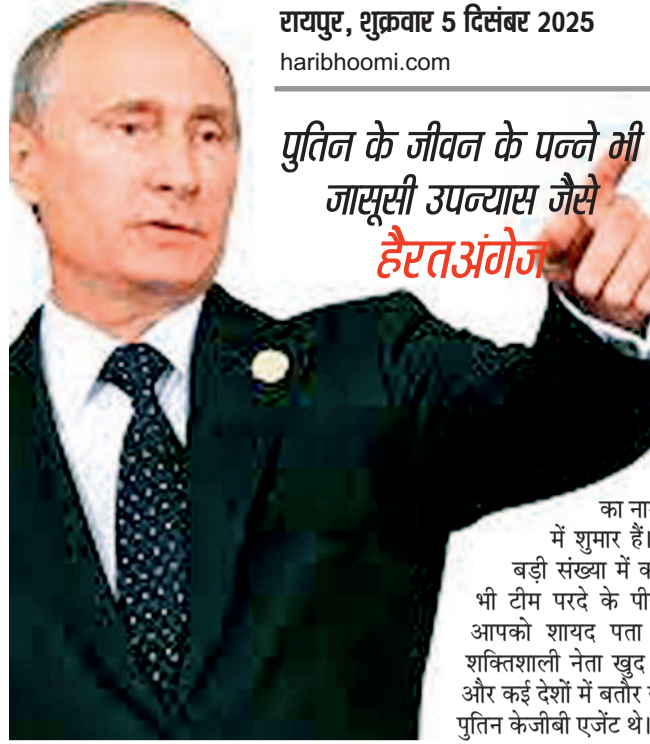 रायपुर, शुक्रवार 5 दिसंबर 2025
haribhoomi.com
पुतिन के जीवन के पन्ने भी
जासूसी उपन्यास जैसे
हैरतअंगेज
का
में शुमार हैं।
बड़ी संख्या में
भी टीम परदे के
आपको शायद पता
शक्तिशाली नेता खुद
और कई देशों में बतौर
पुतिन केजीबी एजेंट थे।